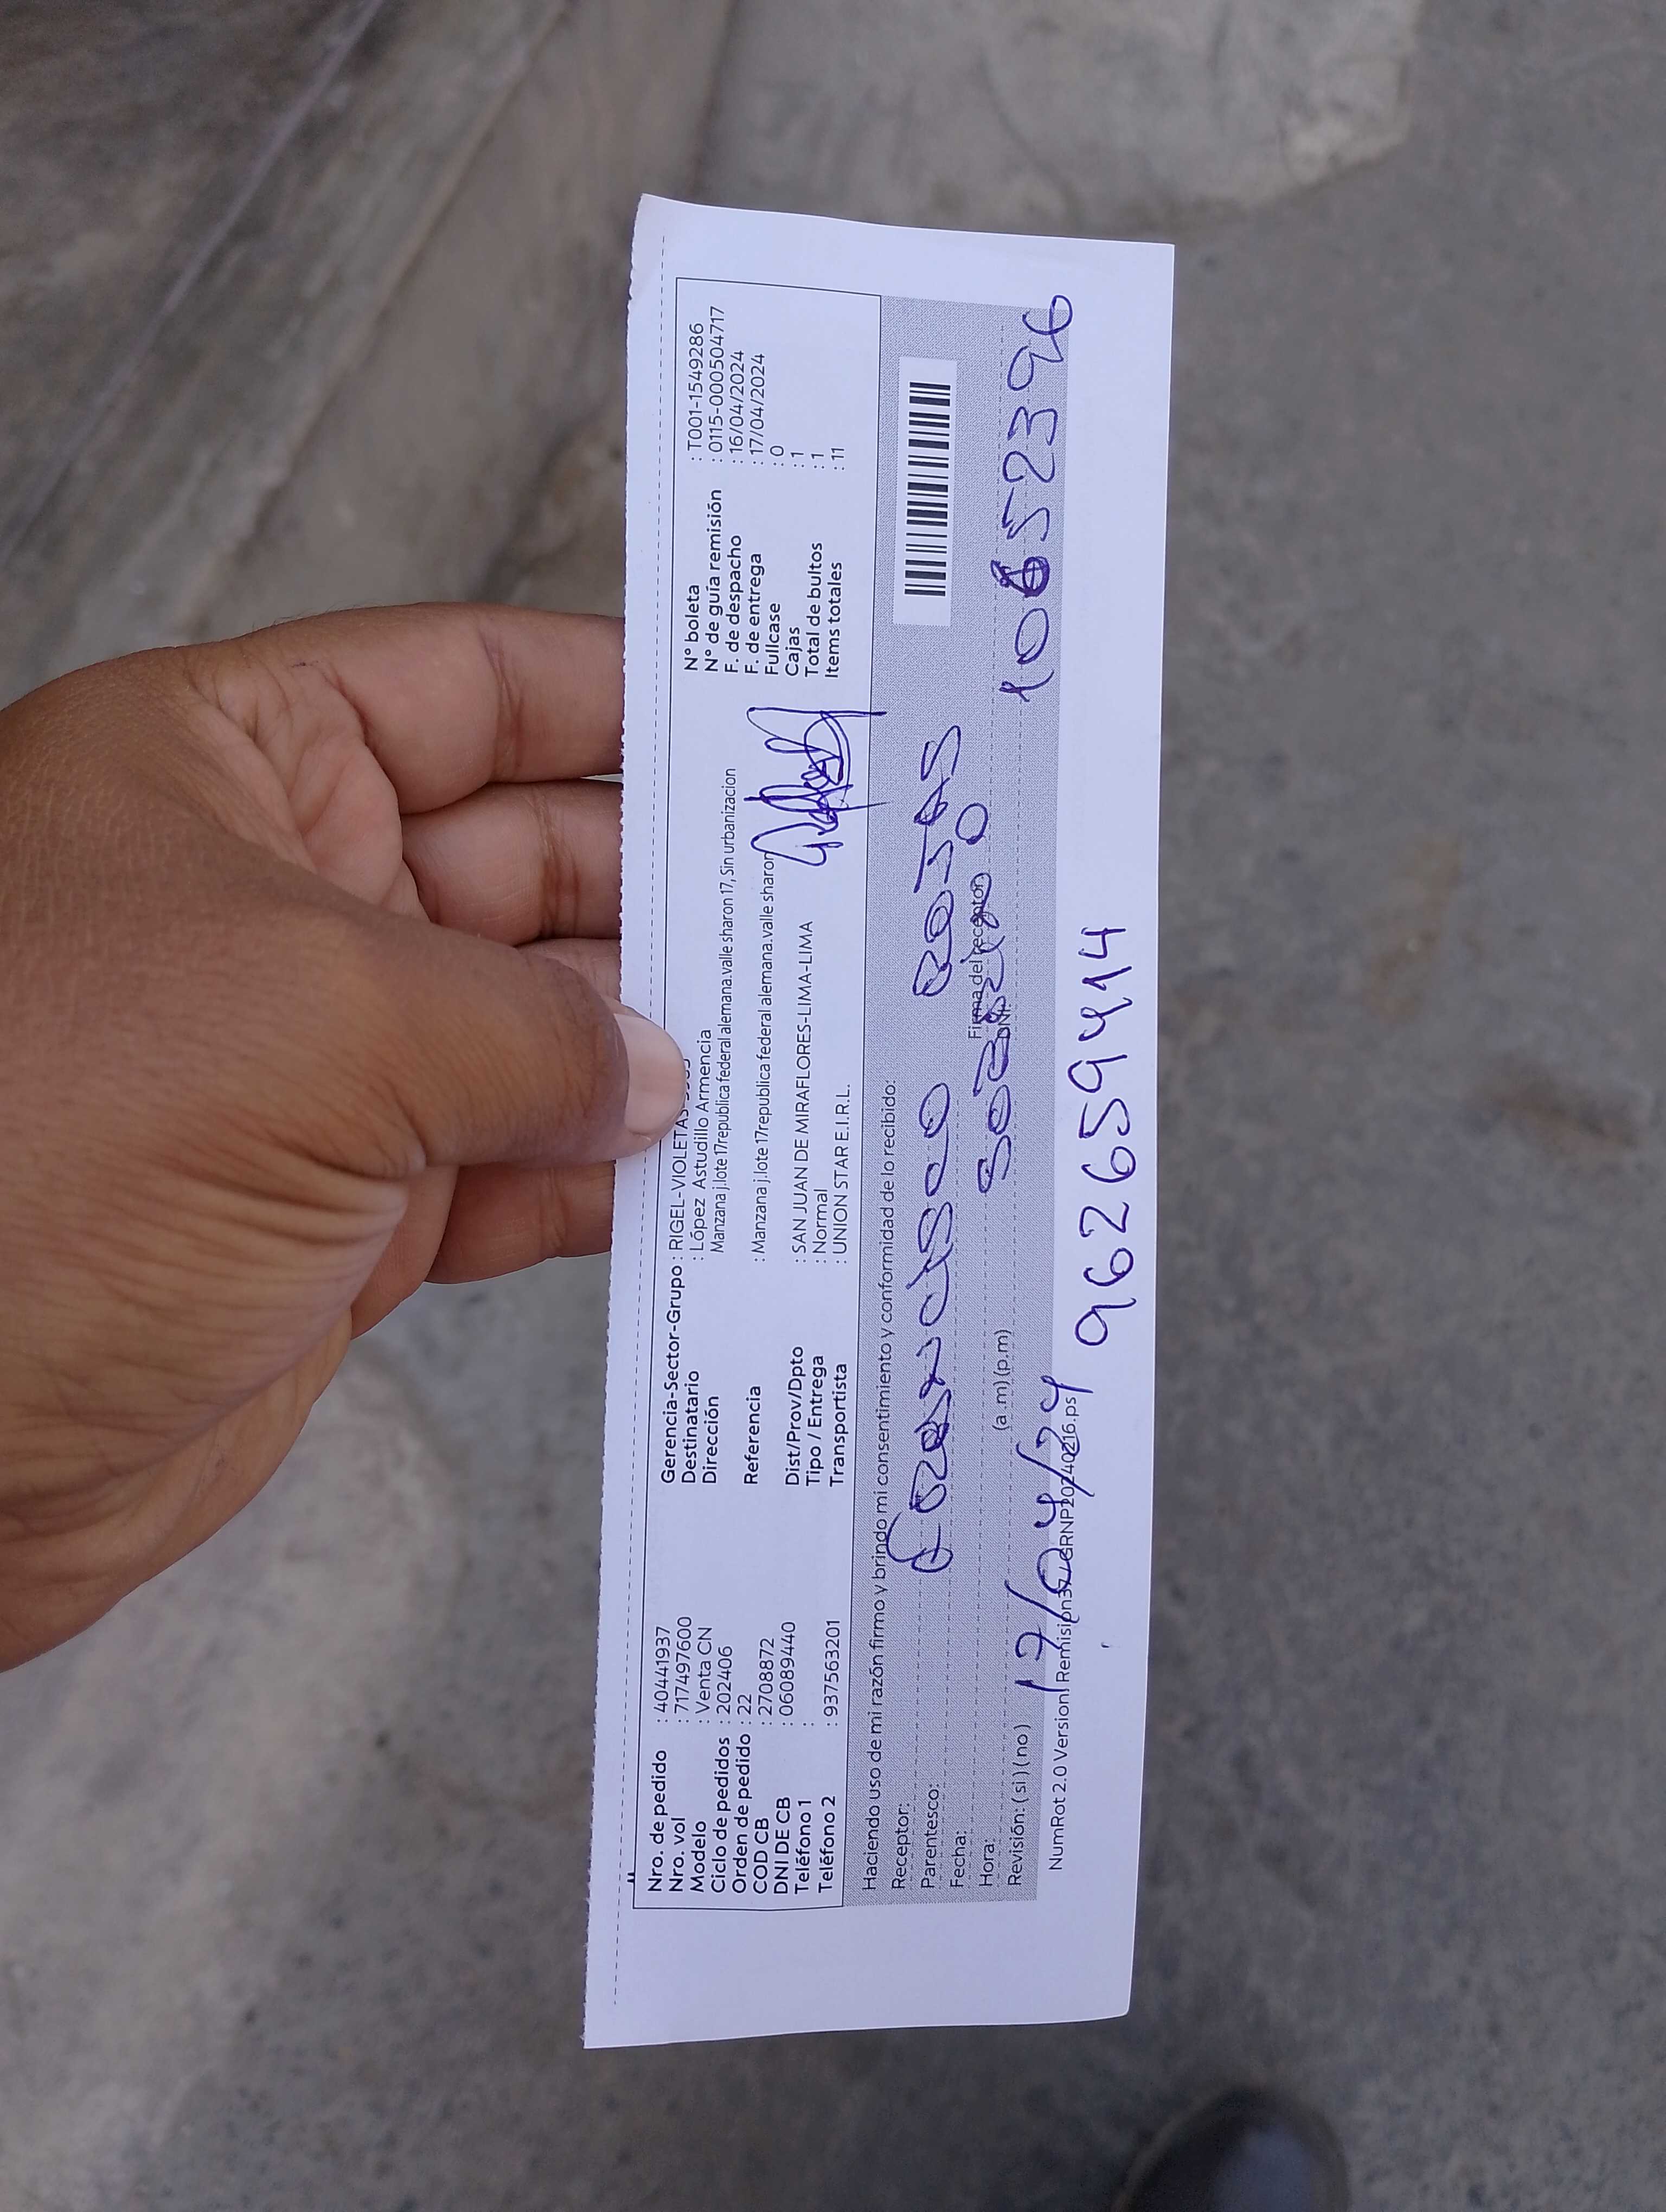 Nro. de pedido : 40441937
Nro. vol : 717497600
Modelo : Venta CN
Ciclo de pedidos : 202406
Orden de pedido : 22
COD CB : 2708872
DNI DE CB : 06089440
Teléfono 1 :
Teléfono 2 : 937563201
Gerencia-Sector-Grupo : RIGEL-VIOLETAS
Destinatario : López Astudillo Armencia
Dirección Manzana j.lote 17republica federal alemana.valle sharon 17, Sin urbanizacion
Referencia : Manzana j.lote 17republica federal alemana.valle sharon
Dist/Prov/Dpto : SAN JUAN DE MIRAFLORES-LIMA-LIMA
Tipo / Entrega : Normal
Transportista : UNION STAR E.I.R.L.
N° boleta : T001-1549286
N° de guía remisión : 0115-000504717
F. de despacho : 16/04/2024
F. de entrega : 17/04/2024
Fullcase : 0
Cajas : 1
Total de bultos : 1
Items totales : 11
Haciendo uso de mi razón firmo y brindo mi consentimiento y conformidad de lo recibido:
Receptor:
Parentesco: Francisco Rojas
Fecha:
Firma del receptor
Hora: (a.m) (p.m)
DNI:
10652396
Revisión: (si) (no) 17/04/24
NumRot 2.0 Version
962659414